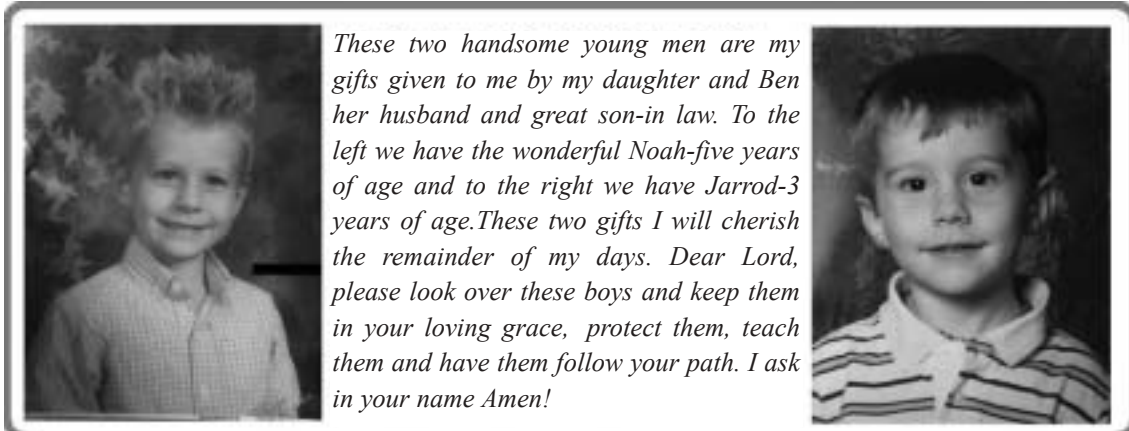 These two handsome young men are my
gifts given to me by my daughter and Ben
her husband and great son-in law. To the
left we have the wonderful Noah-five years
of age and to the right we have Jarrod-3
years of age.These two gifts I will cherish
the remainder of my days. Dear Lord,
please look over these boys and keep them
in your loving grace, protect them, teach
them and have them follow your path. I ask
in your name Amen!